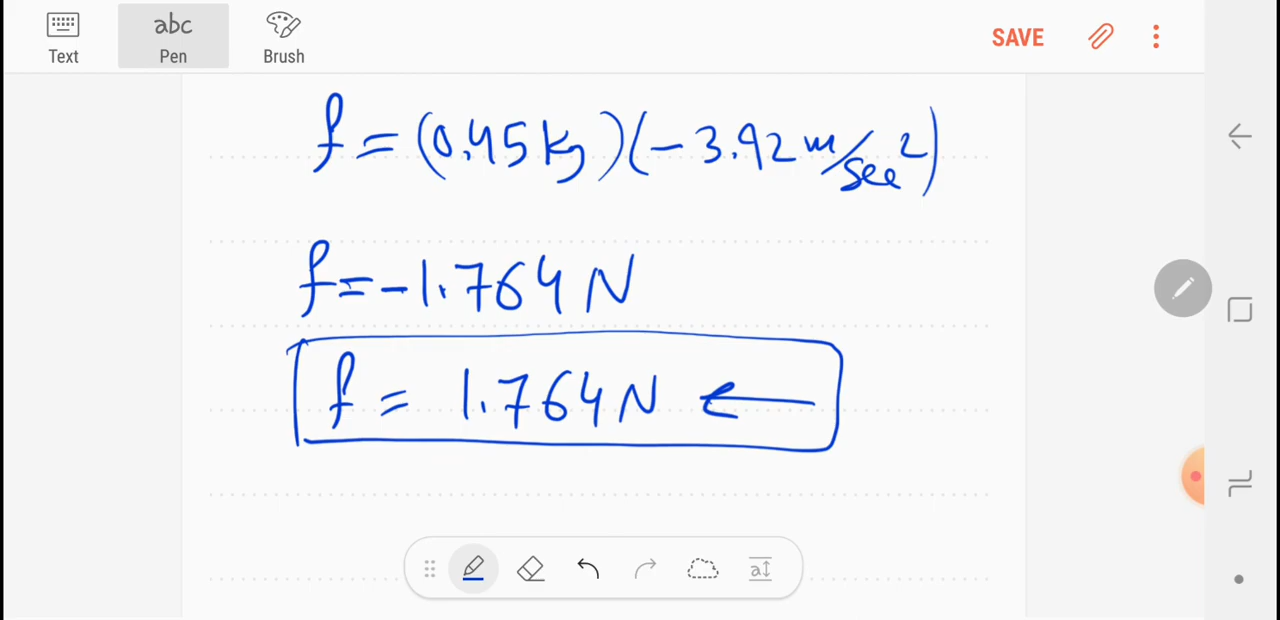 Text abc Pen Brush SAVE
f = (0.45 kg)(-3.92 m/sec²)
f = -1.764 N
f = 1.764 N ←
a